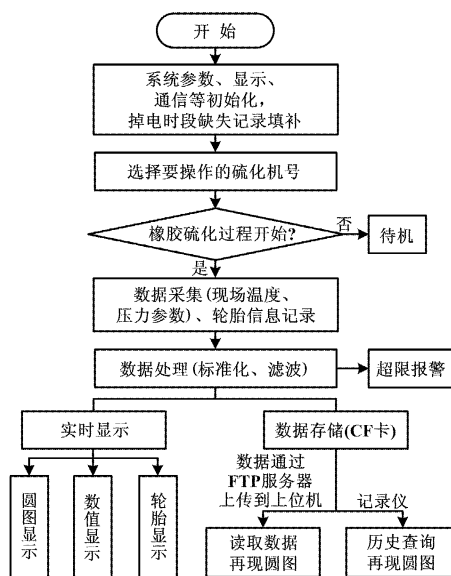 开 始
系统参数、显示、
通信等初始化，
掉电时段缺失记录填补
选择要操作的硫化机号
橡胶硫化过程开始?
否
待机
是
数据采集(现场温度、
压力参数)、轮胎信息记录
数据处理(标准化、滤波)
超限报警
实时显示
数据存储(CF卡)
圆图显示
数值显示
轮胎显示
数据通过
FTP服务器
上传到上位机
记录仪
读取数据
再现圆图
历史查询
再现圆图